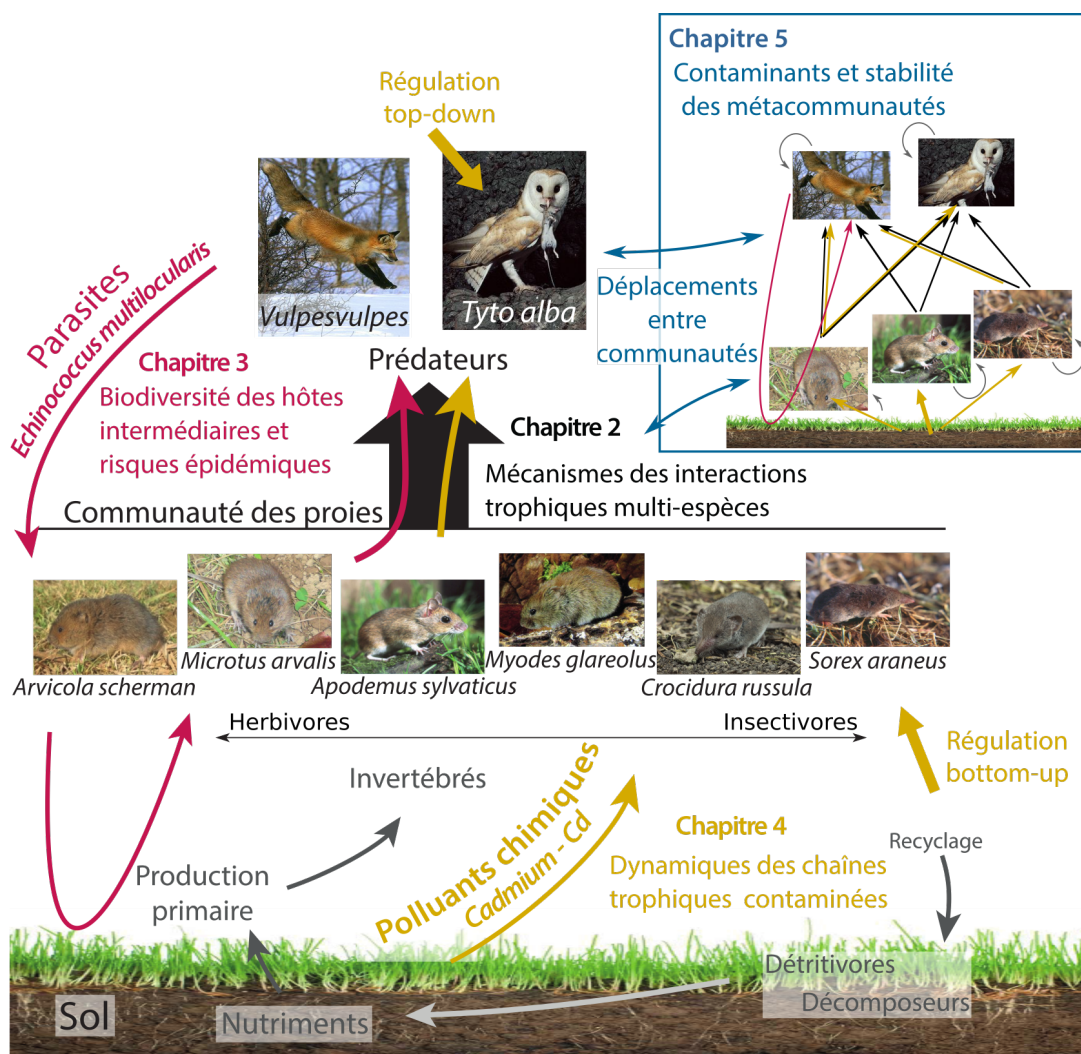 Chapitre 5
Contaminants et stabilité
des métacommunautés
Régulation
top-down
Vulpesvulpes
Tyto alba
Prédateurs
Déplacements
entre
communautés
Parasites
Echinococcus multilocularis
Chapitre 3
Biodiversité des hôtes
intermédiaires et
risques épidémiques
Chapitre 2
Mécanismes des interactions
trophiques multi-espèces
Communauté des proies
Arvicola scherman
Microtus arvalis
Apodemus sylvaticus
Myodes glareolus
Crocidura russula
Sorex araneus
Herbivores
Insectivores
Régulation
bottom-up
Invertébrés
Polluants chimiques
Cadmium - Cd
Chapitre 4
Dynamiques des chaînes
trophiques contaminées
Recyclage
Production
primaire
Détritivores
Décomposeurs
Sol
Nutriments